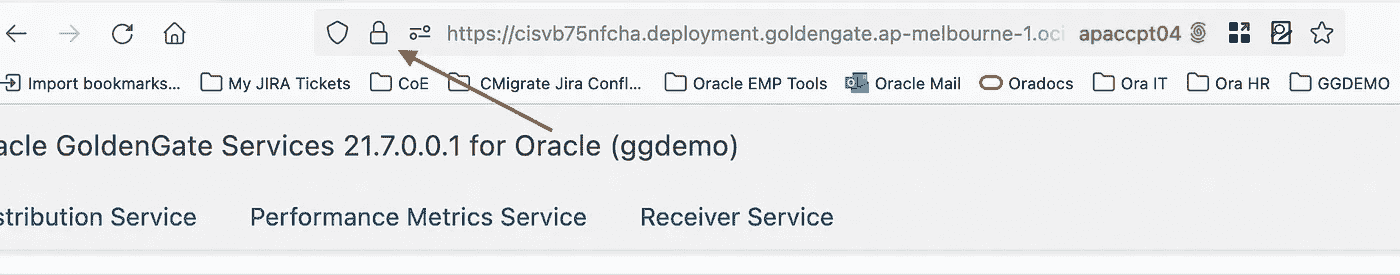 https://cisvb75nfcha.deployment.goldengate.ap-melbourne-1.oci apaccpt04
Import bookmarks... My JIRA Tickets CoE CMigrate Jira Confl... Oracle EMP Tools Oracle Mail Oradocs Ora IT Ora HR GGDEMO
acle GoldenGate Services 21.7.0.0.1 for Oracle (ggdemo)
stribution Service Performance Metrics Service Receiver Service